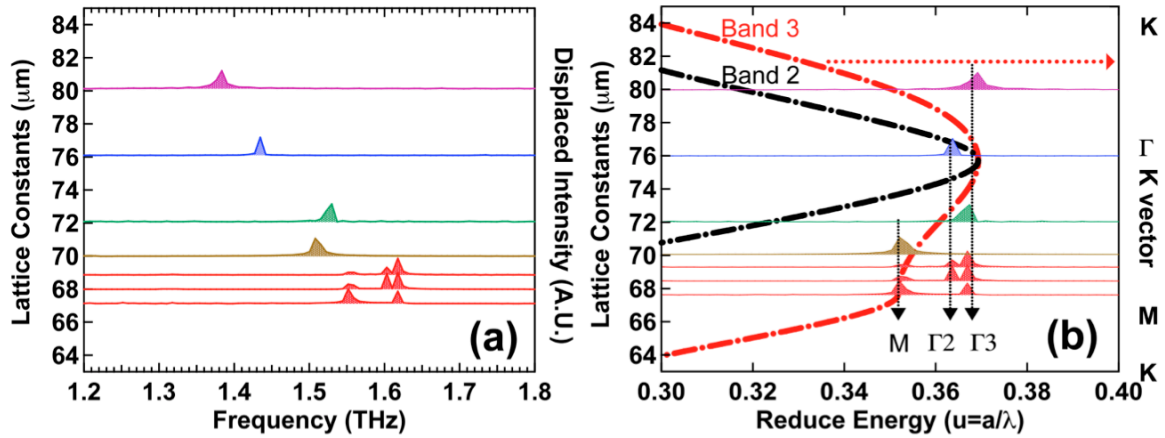 84
82
80
78
76
74
72
70
68
66
64
Lattice Constants (µm)
1.2 1.3 1.4 1.5 1.6 1.7 1.8
Frequency (THz)
(a)
Displaced Intensity (A.U.)
84
82
80
78
76
74
72
70
68
66
64
Lattice Constants (µm)
Band 3
Band 2
M Γ2 Γ3
(b)
0.30 0.32 0.34 0.36 0.38 0.40
Reduce Energy (u=a/λ)
K
Γ
K vector
M
K